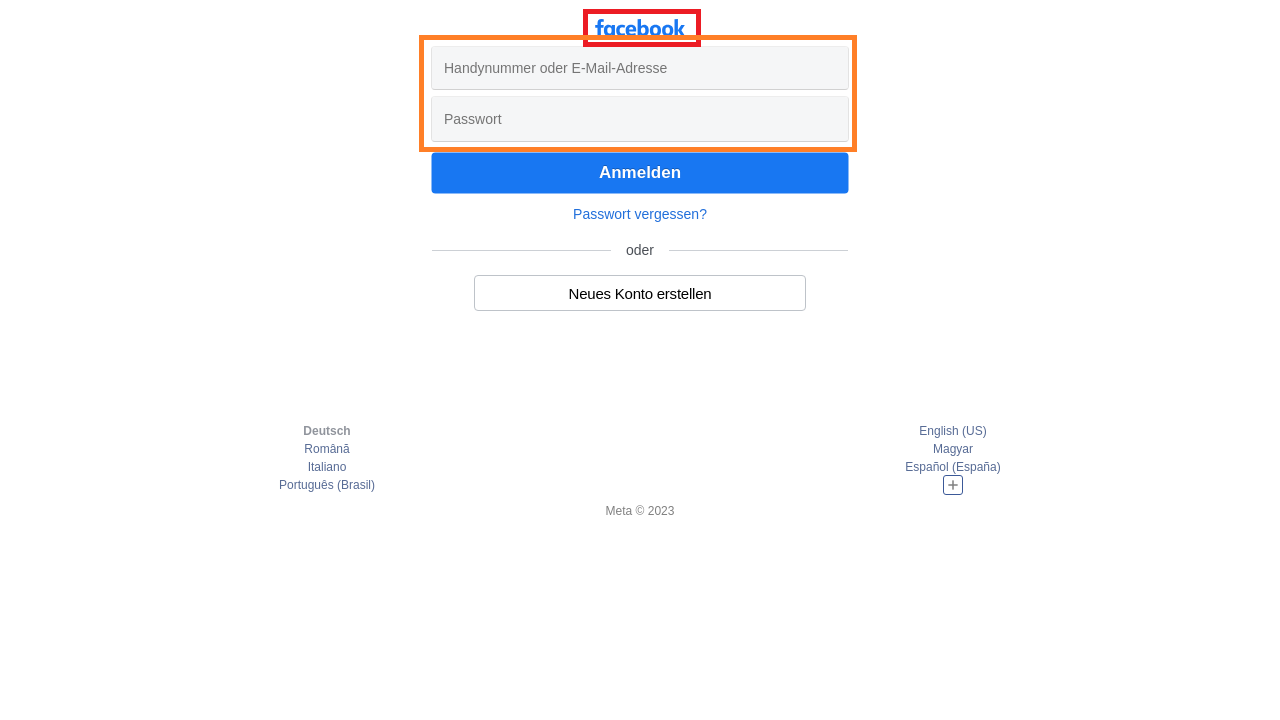 facebook
Handynummer oder E-Mail-Adresse
Passwort
Anmelden
Passwort vergessen?
oder
Neues Konto erstellen
Deutsch
Română
Italiano
Português (Brasil)
English (US)
Magyar
Español (España)
Meta © 2023